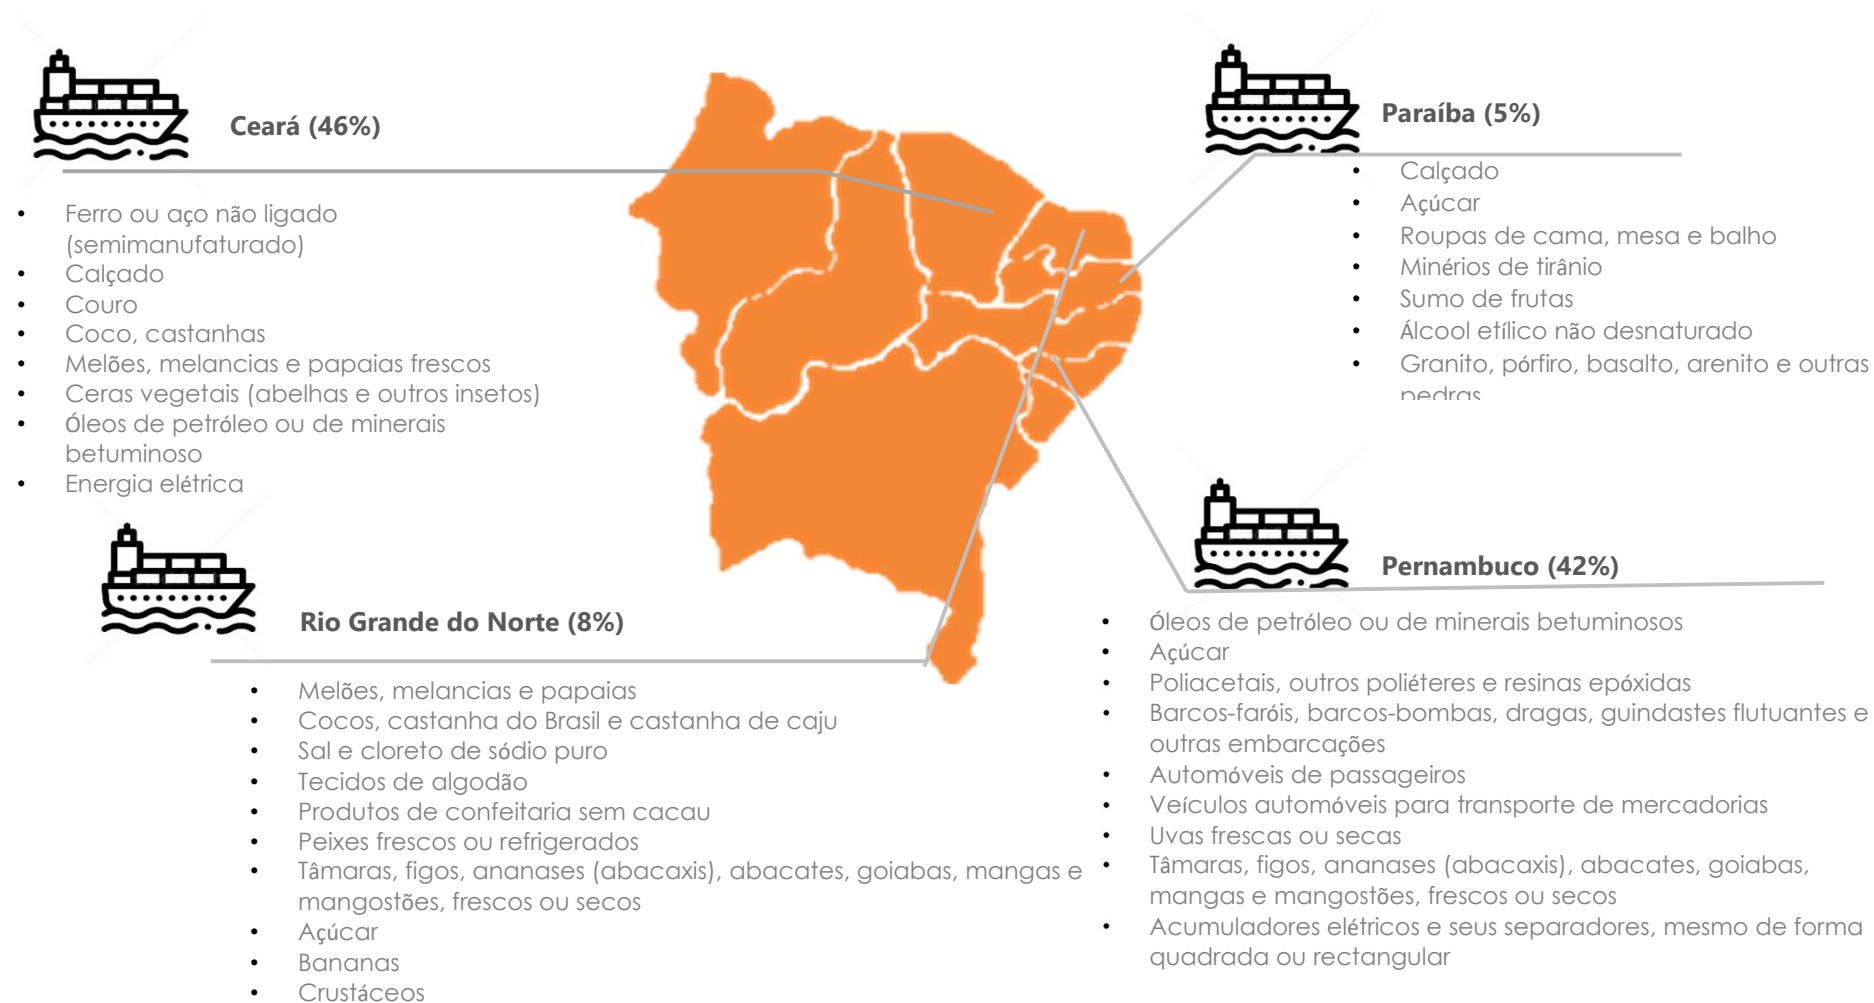 Ceará (46%)
• Ferro ou aço não ligado
(semimanufaturado)
• Calçado
• Couro
• Coco, castanhas
• Melões, melancias e papaias frescos
• Ceras vegetais (abelhas e outros insetos)
• Óleos de petróleo ou de minerais
betuminoso
• Energia elétrica
Rio Grande do Norte (8%)
• Melões, melancias e papaias
• Cocos, castanha do Brasil e castanha de caju
• Sal e cloreto de sódio puro
• Tecidos de algodão
• Produtos de confeitaria sem cacau
• Peixes frescos ou refrigerados
• Tâmaras, figos, ananases (abacaxis), abacates, goiabas, mangas e
mangostões, frescos ou secos
• Açúcar
• Bananas
• Crustáceos
Paraíba (5%)
• Calçado
• Açúcar
• Roupas de cama, mesa e balho
• Minérios de tirânio
• Sumo de frutas
• Álcool etílico não desnaturado
• Granito, pórfiro, basalto, arenito e outras
pedras
Pernambuco (42%)
• Óleos de petróleo ou de minerais betuminosos
• Açúcar
• Poliacetais, outros poliéteres e resinas epóxidas
• Barcos-faróis, barcos-bombas, dragas, guindastes flutuantes e
outras embarcações
• Automóveis de passageiros
• Veículos automóveis para transporte de mercadorias
• Uvas frescas ou secas
• Tâmaras, figos, ananases (abacaxis), abacates, goiabas,
mangas e mangostões, frescos ou secos
• Acumuladores elétricos e seus separadores, mesmo de forma
quadrada ou rectangular